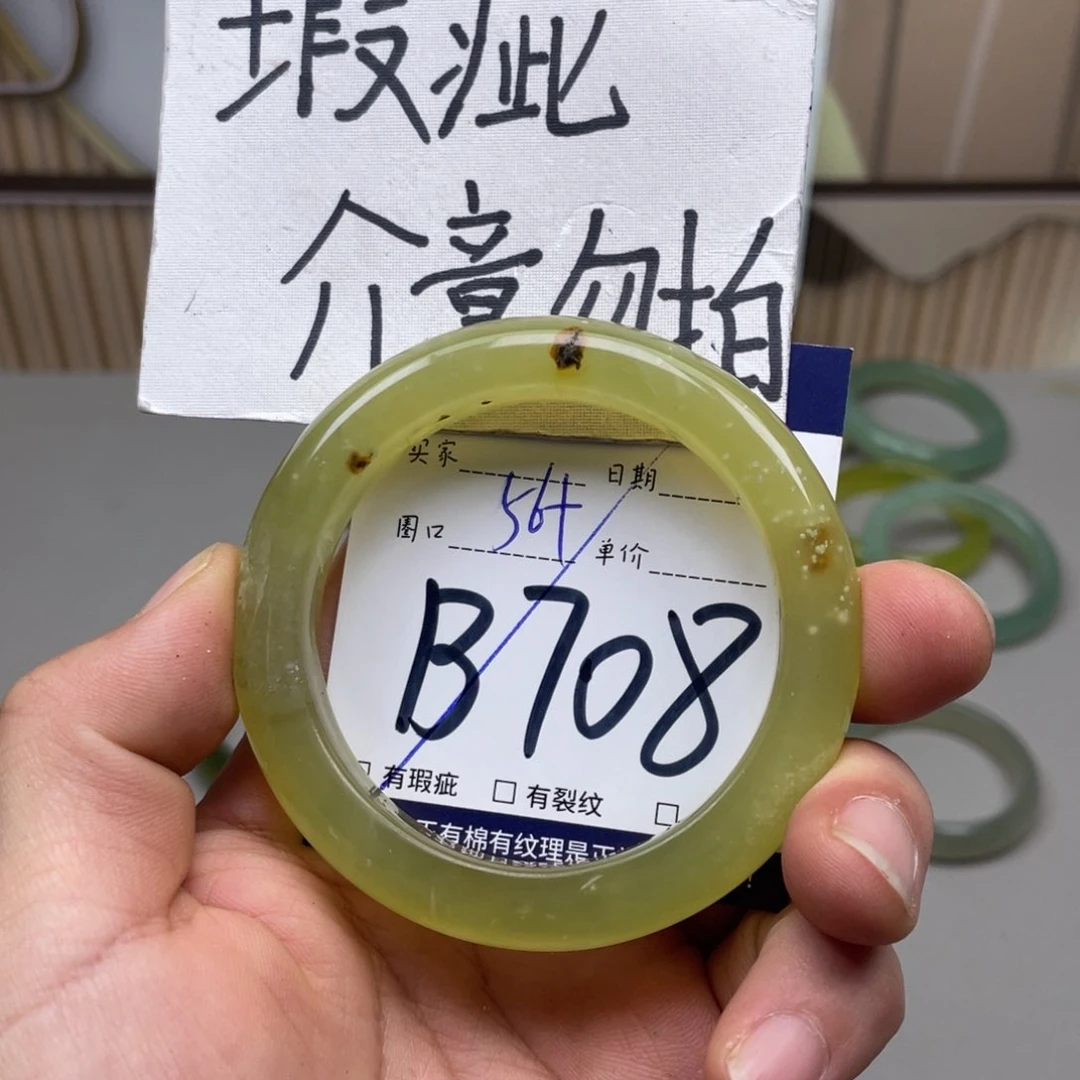 瑕疵
介意勿拍
买家 日期
圈口 54+ 单价
B708
有瑕疵 □ 有裂纹 □
有棉有纹理是正